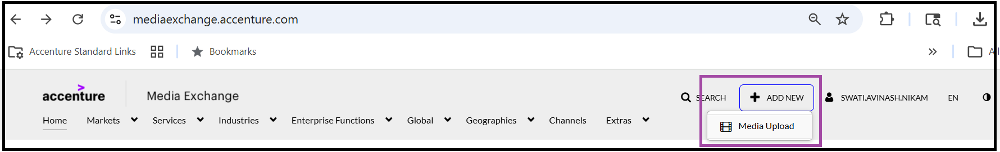 mediaexchange.accenture.com
Accenture Standard Links Bookmarks » Al
accenture Media Exchange SEARCH ADD NEW SWATI.AVINASH.NIKAM EN
Home Markets Services Industries Enterprise Functions Global Geographies Channels Extras
Media Upload